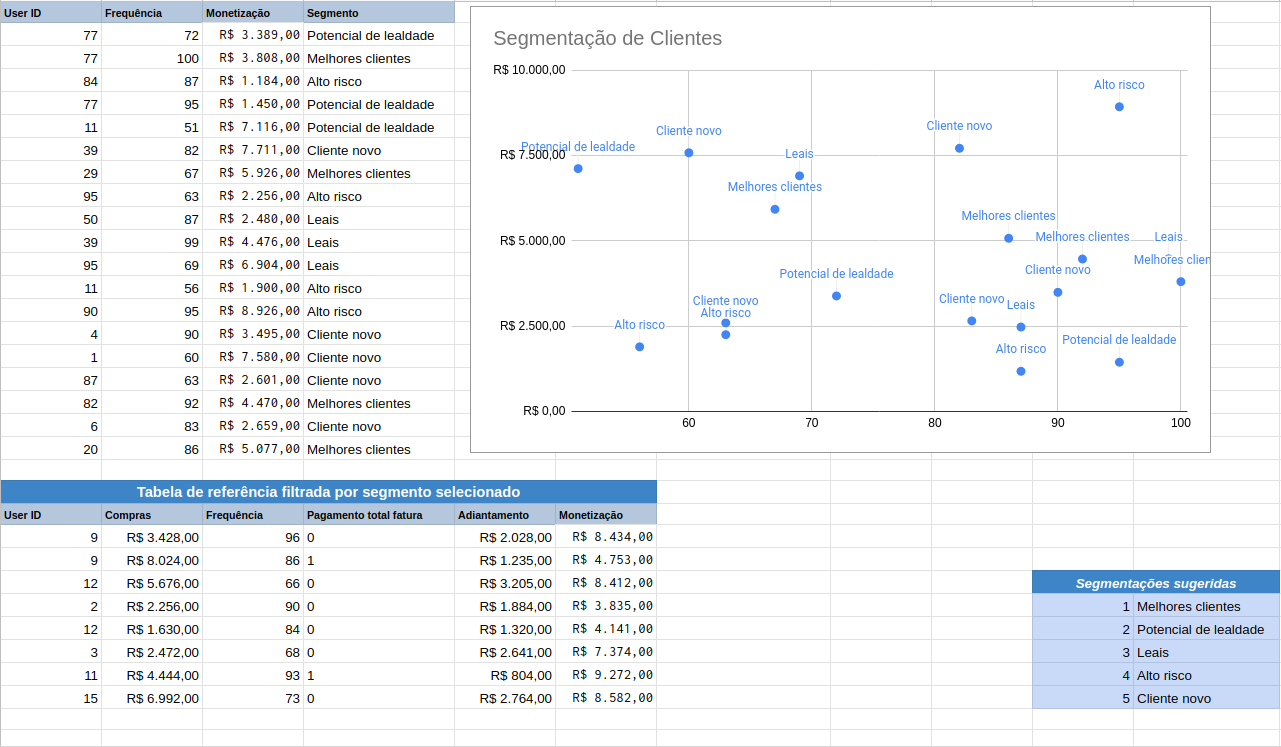 User ID Frequência Monetização Segmento
77 72 R$ 3.389,00 Potencial de lealdade
77 100 R$ 3.808,00 Melhores clientes
84 87 R$ 1.184,00 Alto risco
77 95 R$ 1.450,00 Potencial de lealdade
11 51 R$ 7.116,00 Potencial de lealdade
39 82 R$ 7.711,00 Cliente novo
29 67 R$ 5.926,00 Melhores clientes
95 63 R$ 2.256,00 Alto risco
50 87 R$ 2.480,00 Leais
39 99 R$ 4.476,00 Leais
95 69 R$ 6.904,00 Leais
11 56 R$ 1.900,00 Alto risco
90 95 R$ 8.926,00 Alto risco
4 90 R$ 3.495,00 Cliente novo
1 60 R$ 7.580,00 Cliente novo
87 63 R$ 2.601,00 Cliente novo
82 92 R$ 4.470,00 Melhores clientes
6 83 R$ 2.659,00 Cliente novo
20 86 R$ 5.077,00 Melhores clientes
Segmentação de Clientes
R$ 10.000,00
Alto risco
Cliente novo
Cliente novo
Potencial de lealdade
R$ 7.500,00
Leais
Melhores clientes
Melhores clientes
Melhores clientes
Leais
R$ 5.000,00
Melhores clien
Cliente novo
Potencial de lealdade
Cliente novo
Cliente novo
Leais
Alto risco
Alto risco
R$ 2.500,00
Potencial de lealdade
Alto risco
R$ 0,00
60 70 80 90 100
Tabela de referência filtrada por segmento selecionado
User ID Compras Frequência Pagamento total fatura Adiantamento Monetização
9 R$ 3.428,00 96 0 R$ 2.028,00 R$ 8.434,00
9 R$ 8.024,00 86 1 R$ 1.235,00 R$ 4.753,00
12 R$ 5.676,00 66 0 R$ 3.205,00 R$ 8.412,00
2 R$ 2.256,00 90 0 R$ 1.884,00 R$ 3.835,00
12 R$ 1.630,00 84 0 R$ 1.320,00 R$ 4.141,00
3 R$ 2.472,00 68 0 R$ 2.641,00 R$ 7.374,00
11 R$ 4.444,00 93 1 R$ 804,00 R$ 9.272,00
15 R$ 6.992,00 73 0 R$ 2.764,00 R$ 8.582,00
Segmentações sugeridas
1 Melhores clientes
2 Potencial de lealdade
3 Leais
4 Alto risco
5 Cliente novo